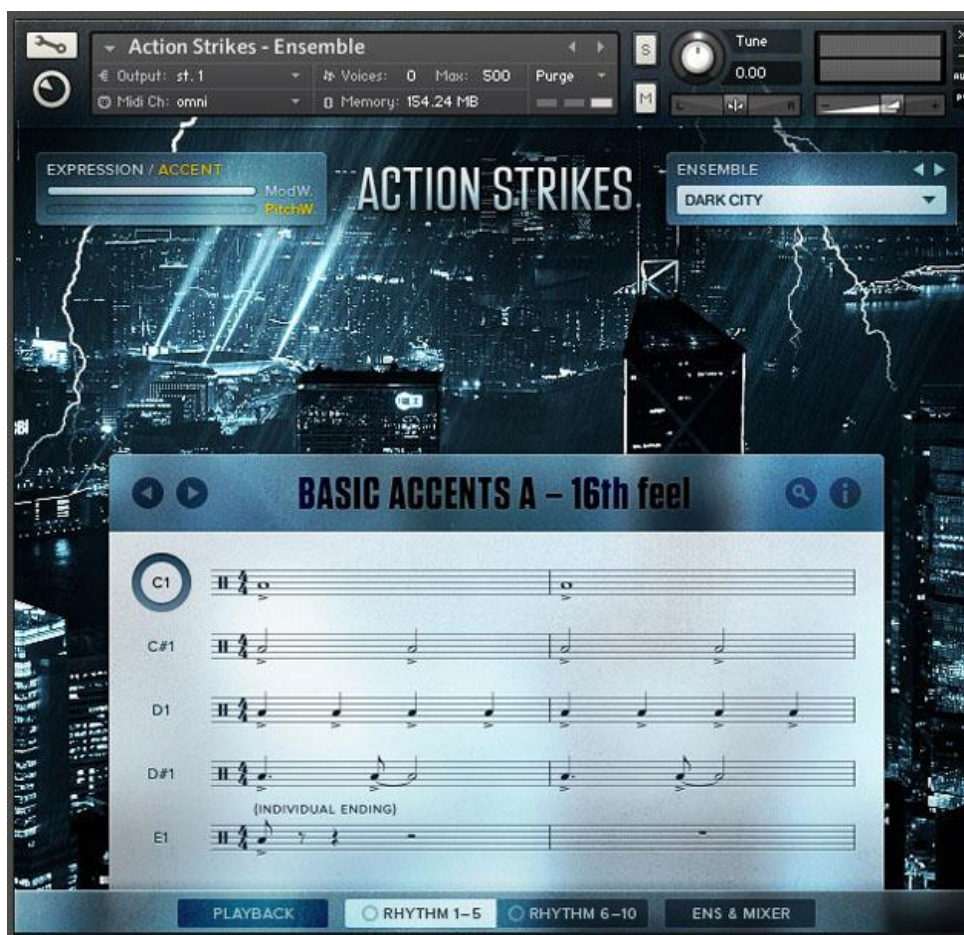 Action Strikes - Ensemble
S
Tune
Output: st.1
Voices: 0 Max: 500
Purge
0.00
Midi Ch: omni
Memory: 154.24 MB
M
L
R
EXPRESSION / ACCENT
ModW.
PitchW.
ACTION STRIKES
ENSEMBLE
DARK CITY
BASIC ACCENTS A – 16th feel
C1
C#1
D1
D#1
(INDIVIDUAL ENDING)
E1
PLAYBACK
RHYTHM 1–5
RHYTHM 6–10
ENS & MIXER